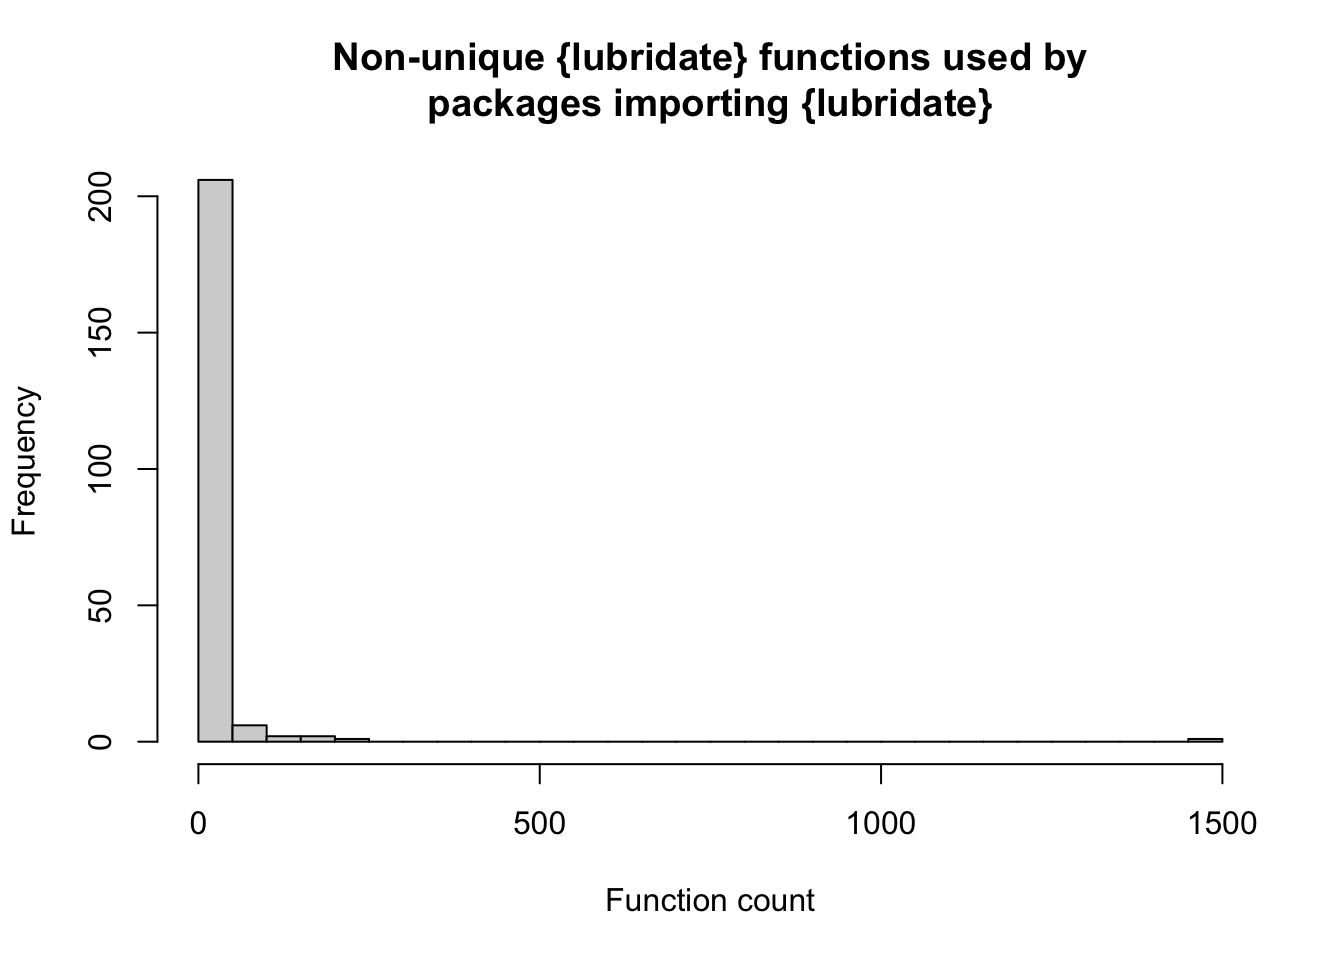 Non-unique {lubridate} functions used by
packages importing {lubridate}
200
150
100
50
0
Frequency
0 500 1000 1500
Function count